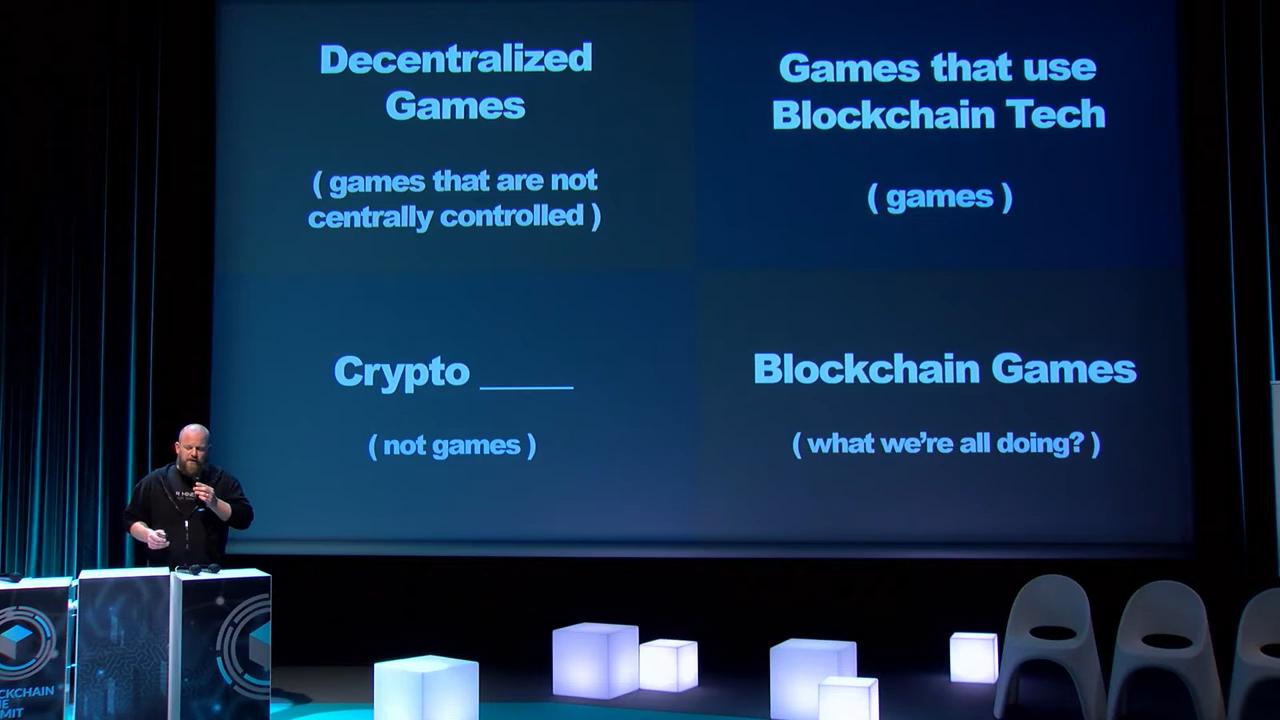 Decentralized
Games
( games that are not
centrally controlled )
Games that use
Blockchain Tech
( games )
Crypto _____
( not games )
Blockchain Games
( what we're all doing? )
CKCHAIN